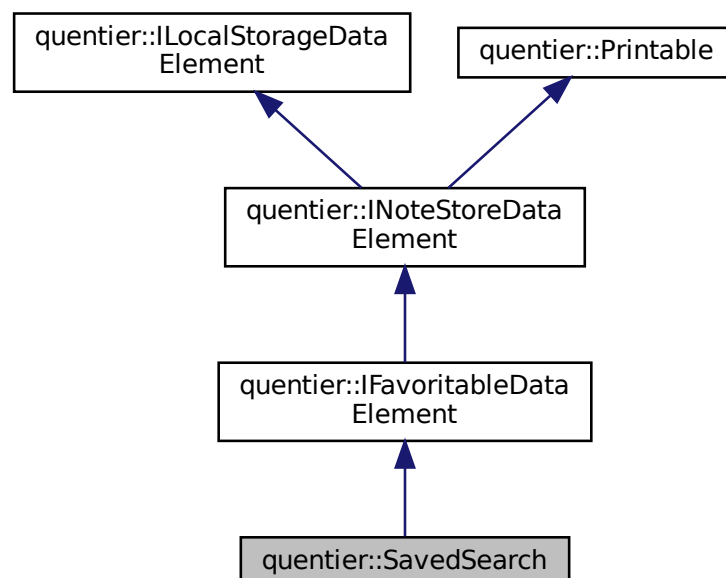 quentier::ILocalStorageData
Element
quentier::Printable
quentier::INoteStoreData
Element
quentier::IFavoritableData
Element
quentier::SavedSearch